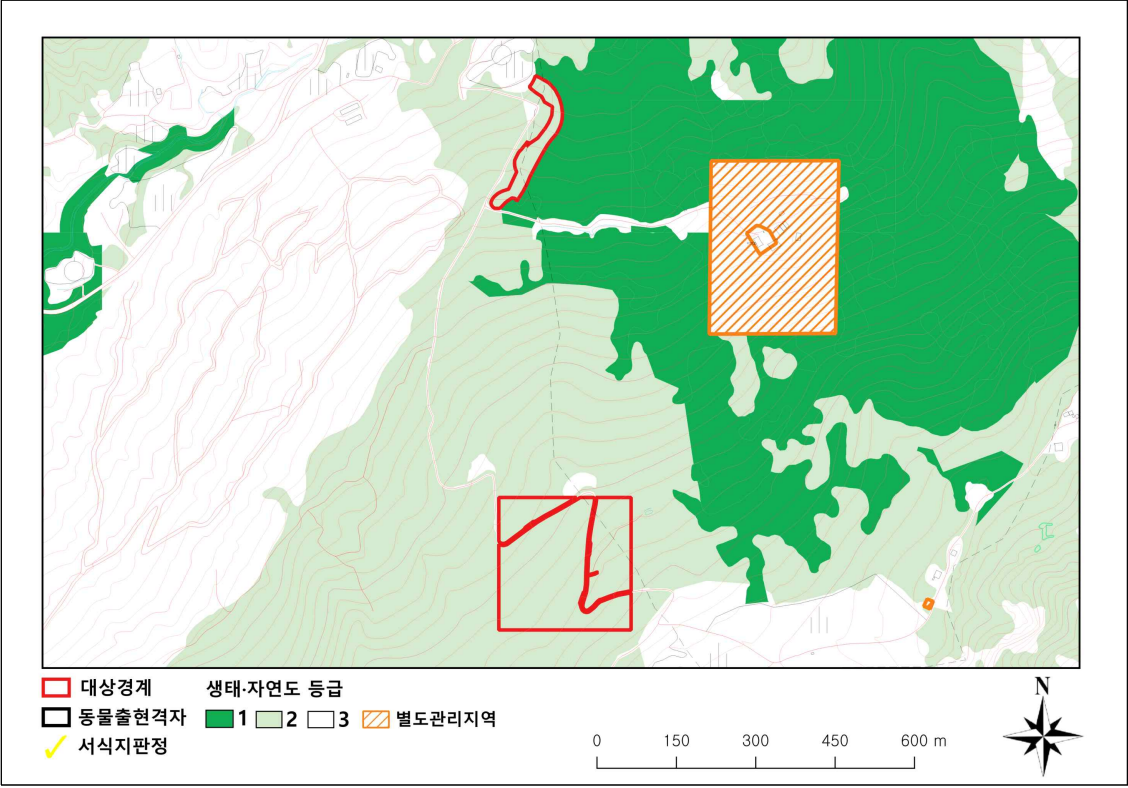 대상경계
동물출현격자
서식지판정
생태·자연도 등급
1 2 3 별도관리지역
0 150 300 450 600 m
N